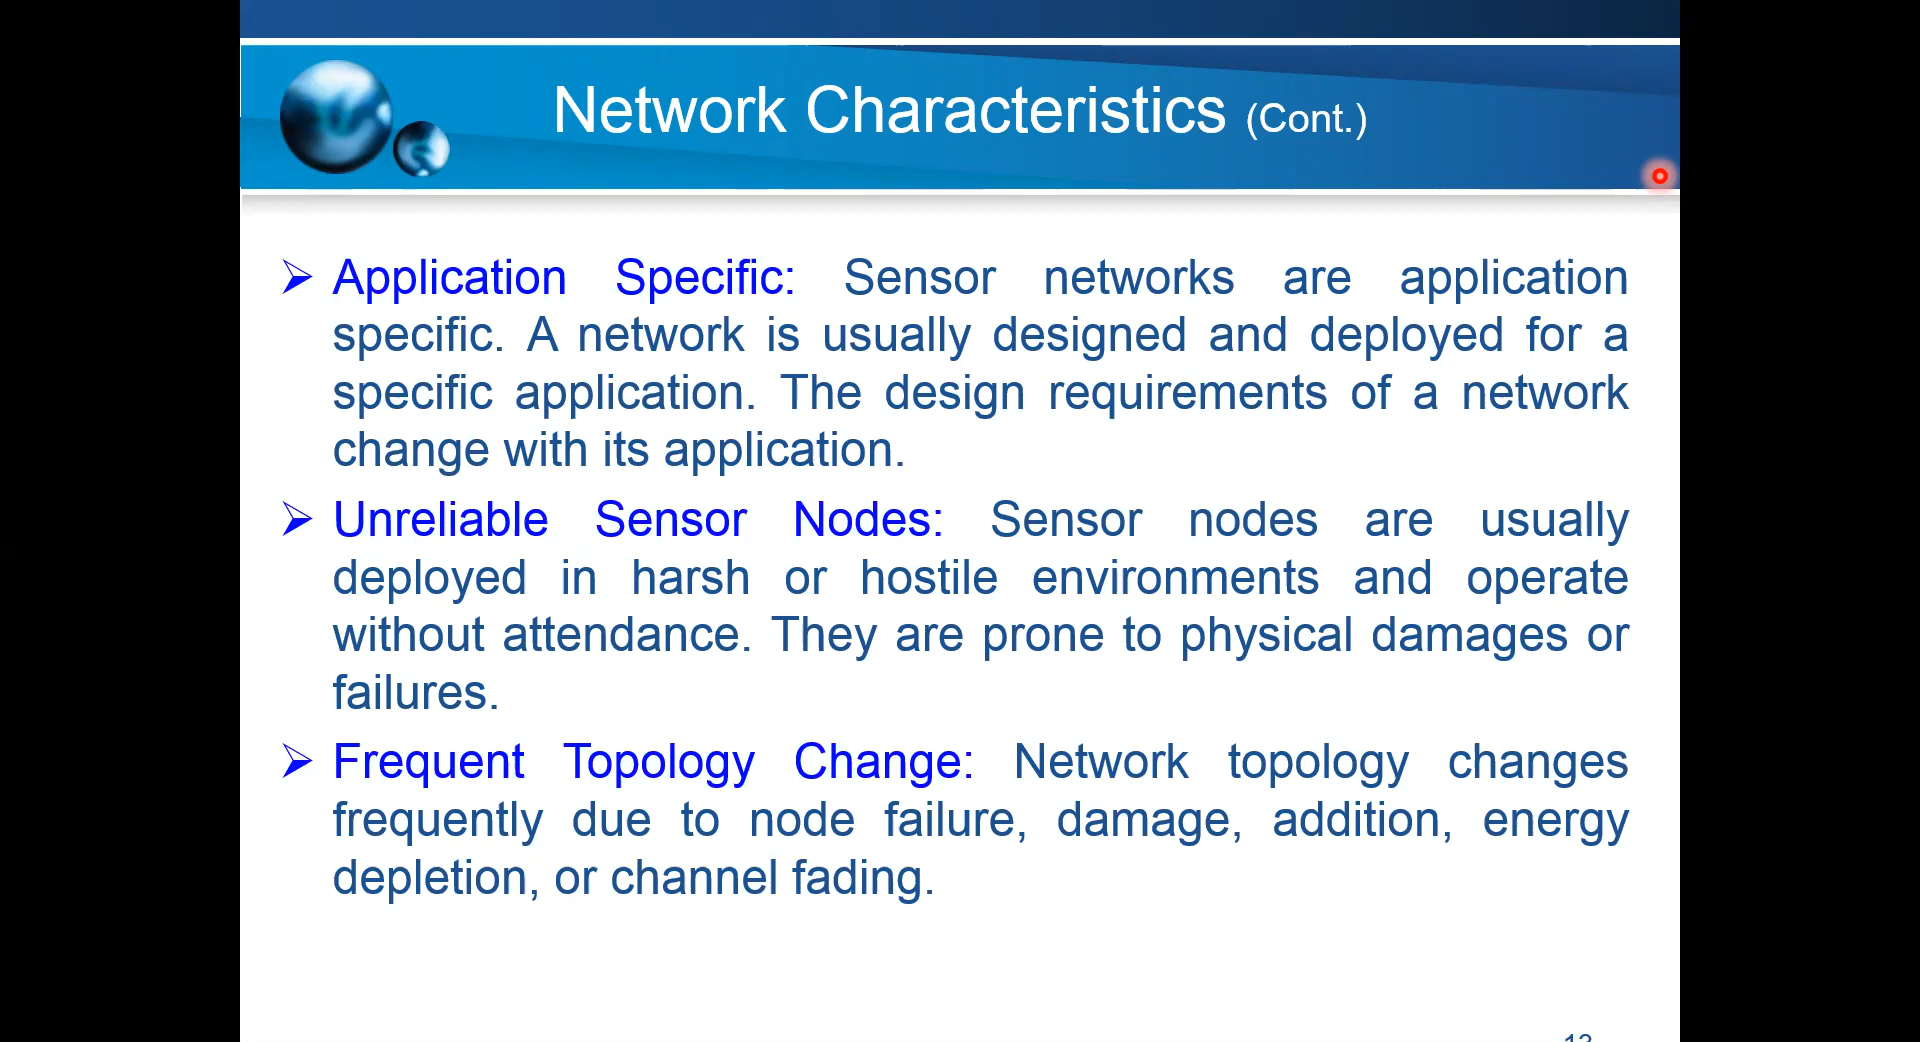 Network Characteristics (Cont.)
Application Specific: Sensor networks are application
specific. A network is usually designed and deployed for a
specific application. The design requirements of a network
change with its application.
Unreliable Sensor Nodes: Sensor nodes are usually
deployed in harsh or hostile environments and operate
without attendance. They are prone to physical damages or
failures.
Frequent Topology Change: Network topology changes
frequently due to node failure, damage, addition, energy
depletion, or channel fading.